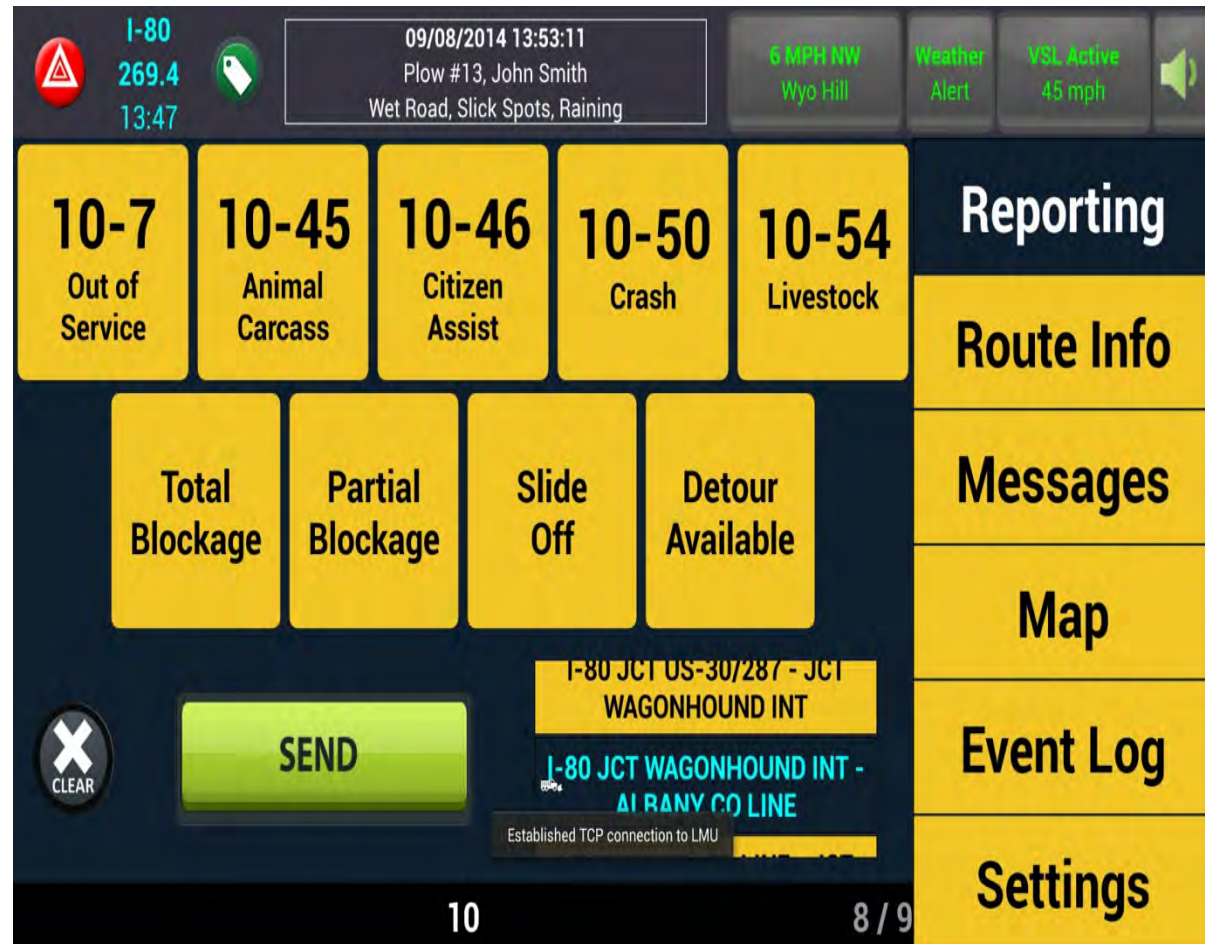 I-80
269.4
13:47
09/08/2014 13:53:11
Plow #13, John Smith
Wet Road, Slick Spots, Raining
6 MPH NW
Wyo Hill
Weather
Alert
VSL Active
45 mph
10-7
Out of
Service
10-45
Animal
Carcass
10-46
Citizen
Assist
10-50
Crash
10-54
Livestock
Total
Blockage
Partial
Blockage
Slide
Off
Detour
Available
CLEAR
SEND
I-80 JCT US-30/287 - JCT
WAGONHOUND INT
I-80 JCT WAGONHOUND INT -
ALBANY CO LINE
Established TCP connection to LMU
10
8 / 9
Reporting
Route Info
Messages
Map
Event Log
Settings